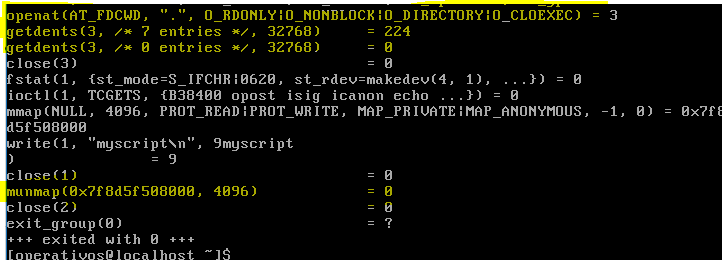 openat(AT_FDCWD, ".", O_RDONLY|O_NONBLOCK|O_DIRECTORY|O_CLOEXEC) = 3
getdents(3, /* 7 entries */, 32768)     = 224
getdents(3, /* 0 entries */, 32768)     = 0
close(3)                                = 0
fstat(1, {st_mode=S_IFCHR|0620, st_rdev=makedev(4, 1), ...}) = 0
ioctl(1, TCGETS, {B38400 opost isig icanon echo ...}) = 0
mmap(NULL, 4096, PROT_READ|PROT_WRITE, MAP_PRIVATE|MAP_ANONYMOUS, -1, 0) = 0x7f8
d5f508000
write(1, "myscript\n", 9myscript
)               = 9
close(1)                                = 0
munmap(0x7f8d5f508000, 4096)            = 0
close(2)                                = 0
exit_group(0)                           = ?
+++ exited with 0 +++
[operativos@localhost ~]$